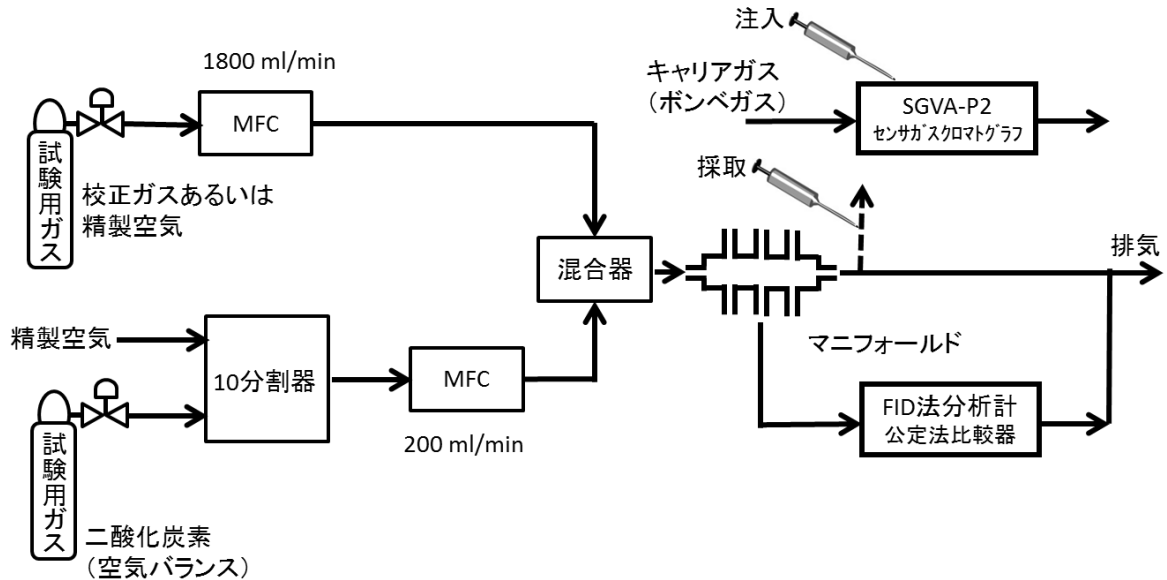 注入
1800 ml/min
キャリアガス
（ボンベガス）
MFC
SGVA-P2
センサガスクロマトグラフ
試験用ガス
採取
校正ガスあるいは
精製空気
混合器
排気
精製空気
10分割器
MFC
マニフォールド
FID法分析計
公定法比較器
200 ml/min
試験用ガス
二酸化炭素
（空気バランス）